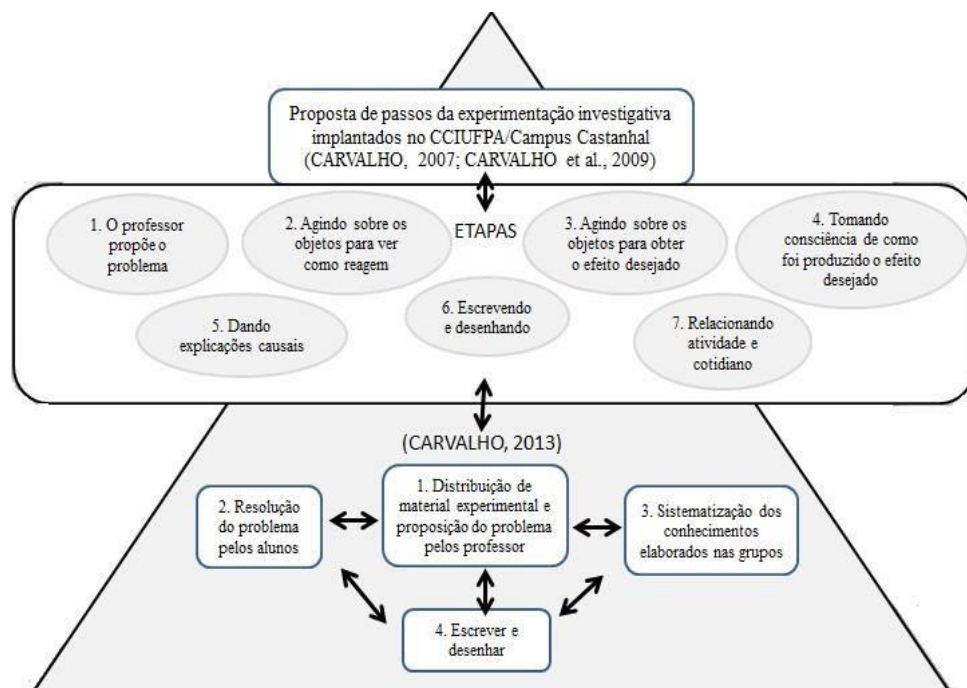 Proposta de passos da experimentação investigativa
implantados no CCIUFPA/Campus Castanhal
(CARVALHO, 2007; CARVALHO et al., 2009)
ETAPAS
1. O professor
propõe o
problema
2. Agindo sobre os
objetos para ver
como reagem
3. Agindo sobre os
objetos para obter
o efeito desejado
4. Tomando
consciência de como
foi produzido o efeito
desejado
5. Dando
explicações causais
6. Escrevendo
e desenhando
7. Relacionando
atividade e
cotidiano
(CARVALHO, 2013)
1. Distribuição de
material experimental e
proposição do problema
pelos professor
2. Resolução
do problema
pelos alunos
3. Sistematização dos
conhecimentos
elaborados nas grupos
4. Escrever e
desenhar